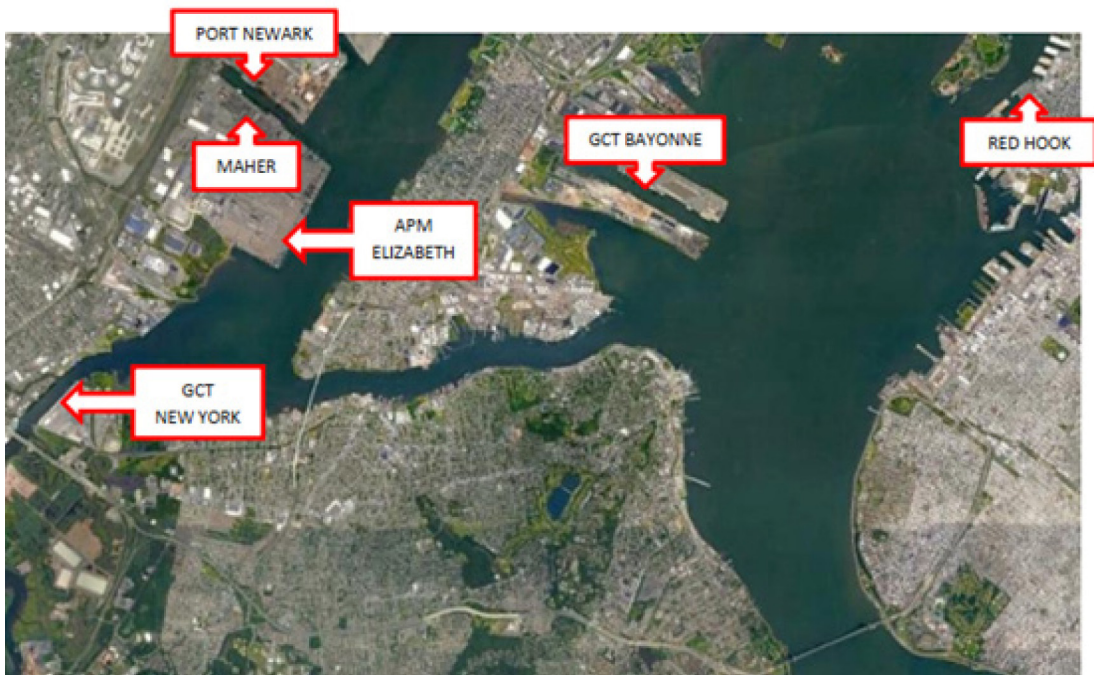 PORT NEWARK
MAHER
GCT BAYONNE
RED HOOK
APM
ELIZABETH
GCT
NEW YORK